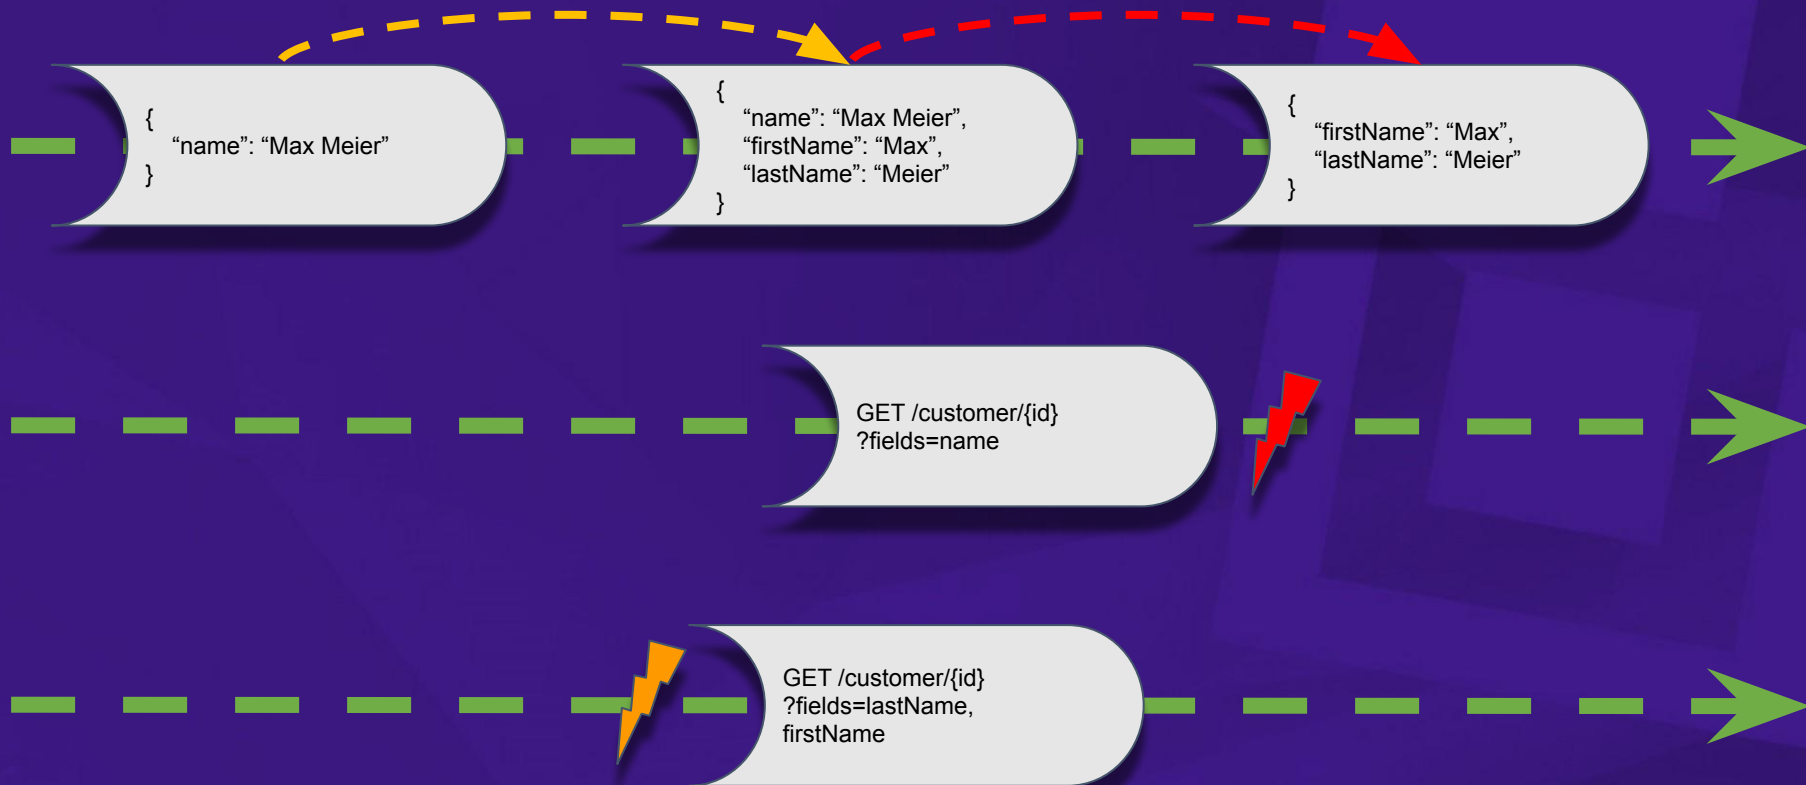 {
“name”: “Max Meier”
}
{
“name”: “Max Meier”,
“firstName”: “Max”,
“lastName”: “Meier”
}
{
“firstName”: “Max”,
“lastName”: “Meier”
}
GET /customer/{id}
?fields=name
GET /customer/{id}
?fields=lastName,
firstName